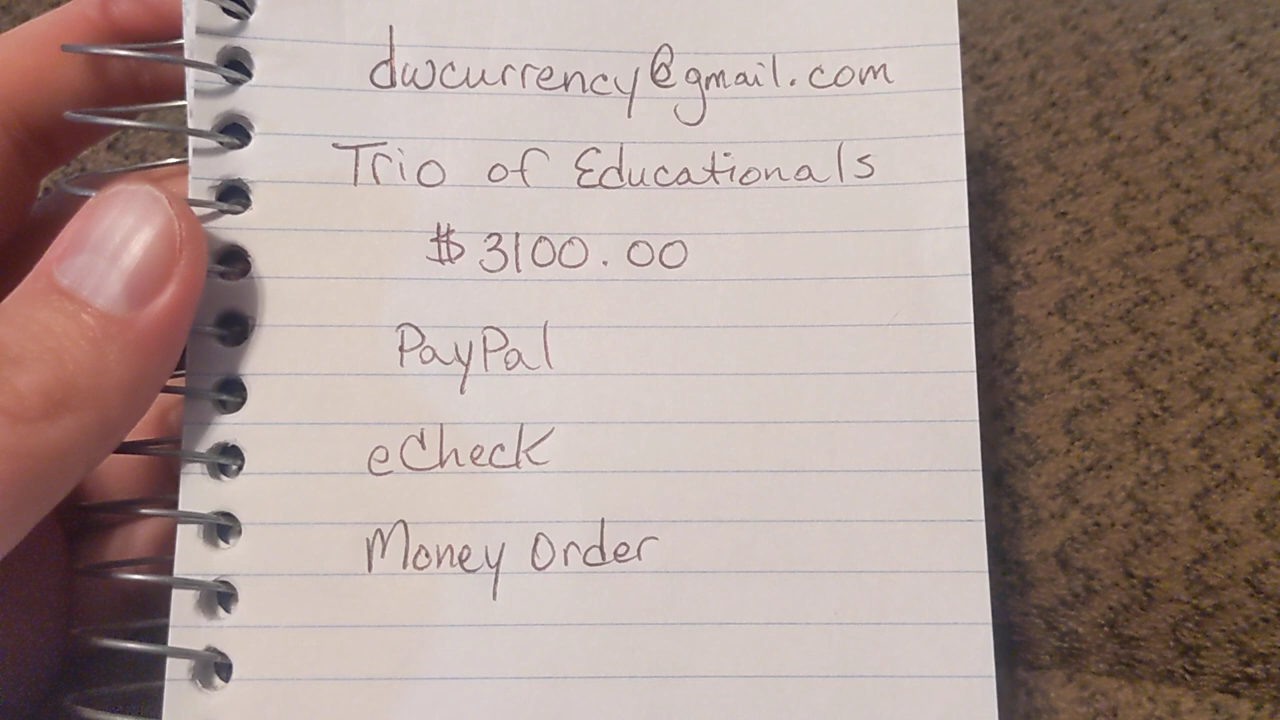 dwcurrency@gmail.com
Trio of Educationals
$3100.00
PayPal
eCheck
Money Order